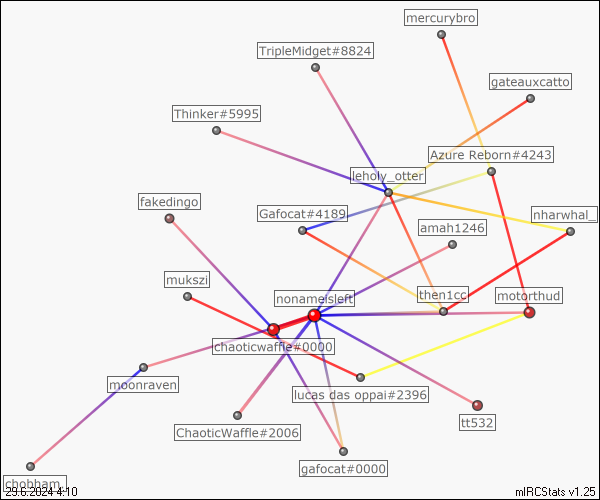 mercurybro
TripleMidget#8824
gateauxcatto
Thinker#5995
Azure Reborn#4243
leholy_otter
fakedingo
Gafocat#4189
nharwhal_
amah1246
mukszi
nonameisleft
then1cc
motorthud
chaoticwaffle#0000
moonraven
lucas das oppai#2396
tt532
ChaoticWaffle#2006
gafocat#0000
chobham_
29.6.2024 4:10
mIRCStats v1.25